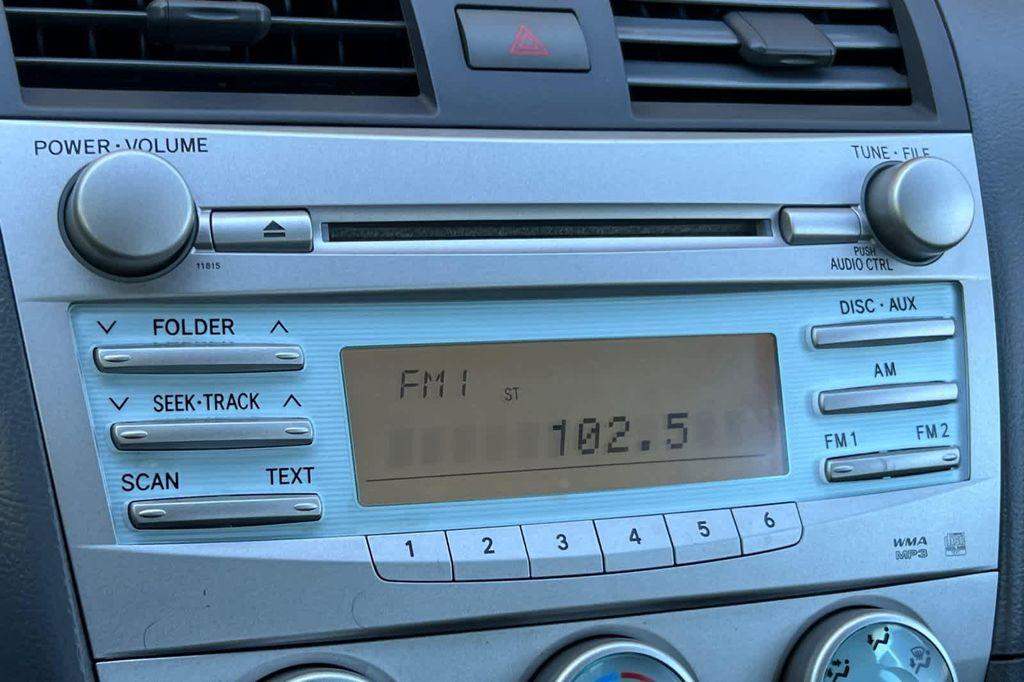 POWER · VOLUME
TUNE · FILE
11815
PUSH
AUDIO CTRL
FOLDER
DISC · AUX
FM1
ST
AM
SEEK·TRACK
102.5
FM1 FM2
SCAN TEXT
1 2 3 4 5 6
WMA
MP3